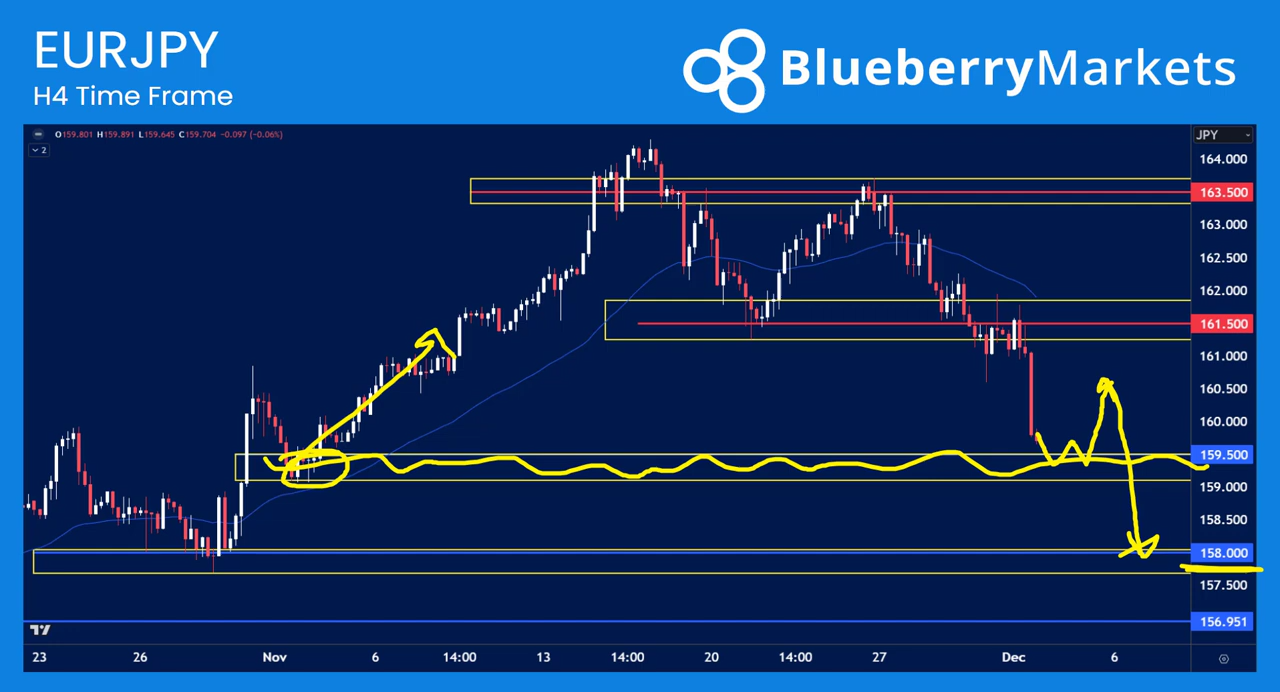 EURJPY
H4 Time Frame
BlueberryMarkets
O159.801 H159.891 L159.645 C159.704 -0.097 (-0.06%)
2
JPY
164.000
163.500
163.000
162.500
162.000
161.500
161.000
160.500
160.000
159.500
159.000
158.500
158.000
157.500
156.951
23 26 Nov 6 14:00 13 14:00 20 14:00 27 Dec 6